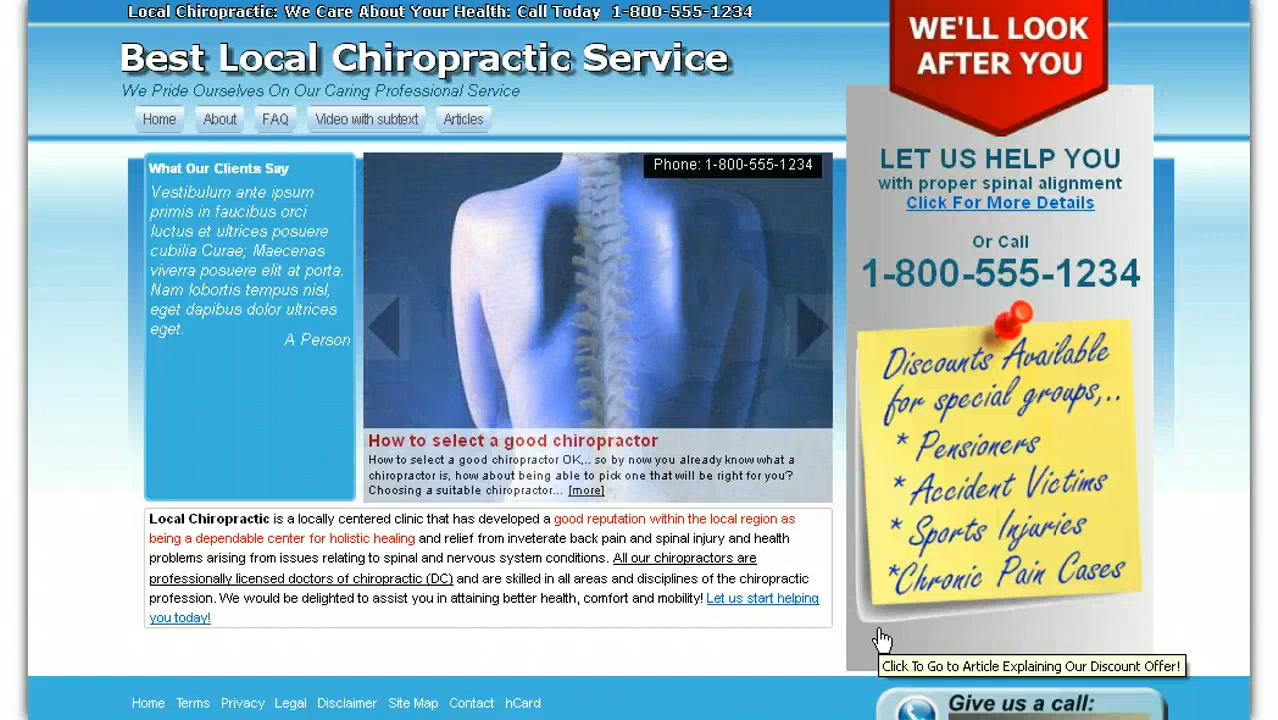 Local Chiropractic: We Care About Your Health: Call Today 1-800-555-1234
Best Local Chiropractic Service
We Pride Ourselves On Our Caring Professional Service
Home About FAQ Video with subtext Articles
WE'LL LOOK
AFTER YOU
What Our Clients Say
Vestibulum ante ipsum
primis in faucibus orci
luctus et ultrices posuere
cubilia Curae; Maecenas
viverra posuere elit at porta.
Nam lobortis tempus nisl,
eget dapibus dolor ultrices
eget.
A Person
Phone: 1-800-555-1234
How to select a good chiropractor
How to select a good chiropractor OK,.. so by now you already know what a
chiropractor is, how about being able to pick one that will be right for you?
Choosing a suitable chiropractor... [more]
Local Chiropractic is a locally centered clinic that has developed a good reputation within the local region as
being a dependable center for holistic healing and relief from inveterate back pain and spinal injury and health
problems arising from issues relating to spinal and nervous system conditions. All our chiropractors are
professionally licensed doctors of chiropractic (DC) and are skilled in all areas and disciplines of the chiropractic
profession. We would be delighted to assist you in attaining better health, comfort and mobility! Let us start helping
you today!
LET US HELP YOU
with proper spinal alignment
Click For More Details
Or Call
1-800-555-1234
Discounts Available
for special groups,..
* Pensioners
* Accident Victims
* Sports Injuries
*Chronic Pain Cases
Click To Go to Article Explaining Our Discount Offer!
Home Terms Privacy Legal Disclaimer Site Map Contact hCard
Give us a call: